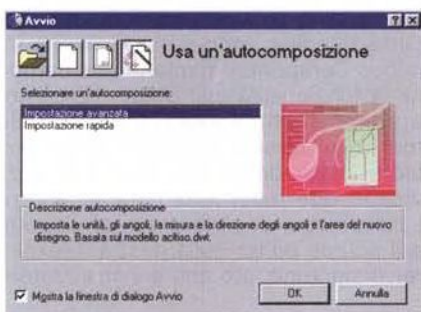 Avvio
Usa un'autocomposizione
Selezionare un'autocomposizione:
Impostazione avanzata
Impostazione rapida
Descrizione autocomposizione
Imposta le unità, gli angoli, la misura e la direzione degli angoli e l'area del nuovo
disegno. Basata sul modello acltiso.dwt.
Mostra la finestra di dialogo Avvio
OK
Annulla